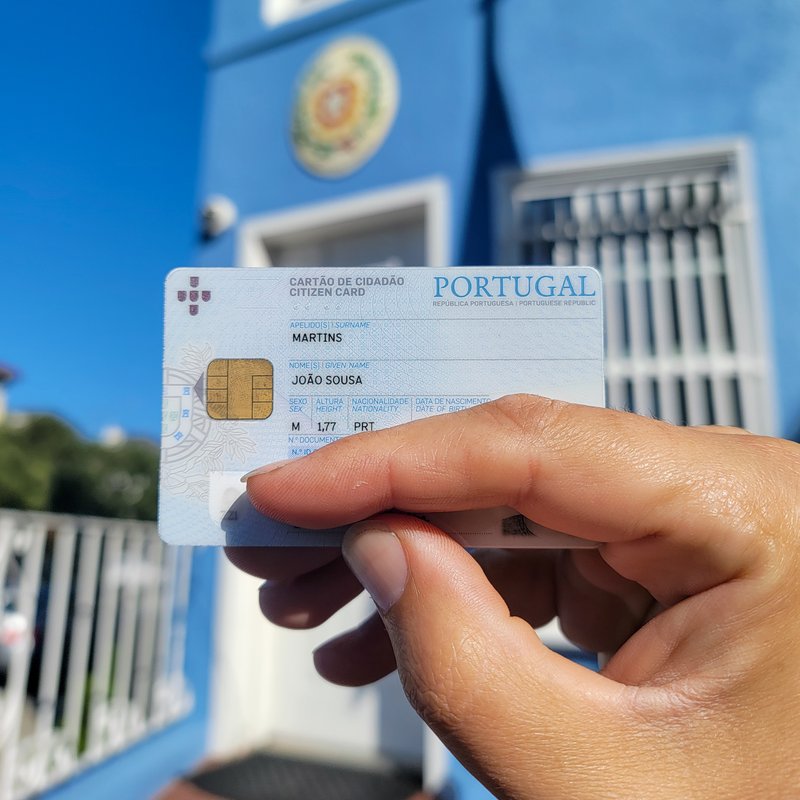 CARTÃO DE CIDADÃO
CITIZEN CARD
PORTUGAL
REPÚBLICA PORTUGUESA | PORTUGUESE REPUBLIC
APELIDO(S) | SURNAME
MARTINS
NOME(S) | GIVEN NAME
JOÃO SOUSA
SEXO ALTURA NACIONALIDADE DATA DE NASCIMENTO
SEX HEIGHT NATIONALITY DATE OF BIRTH
M 1,77 PRT
N.º DOCUMENTO
N.º